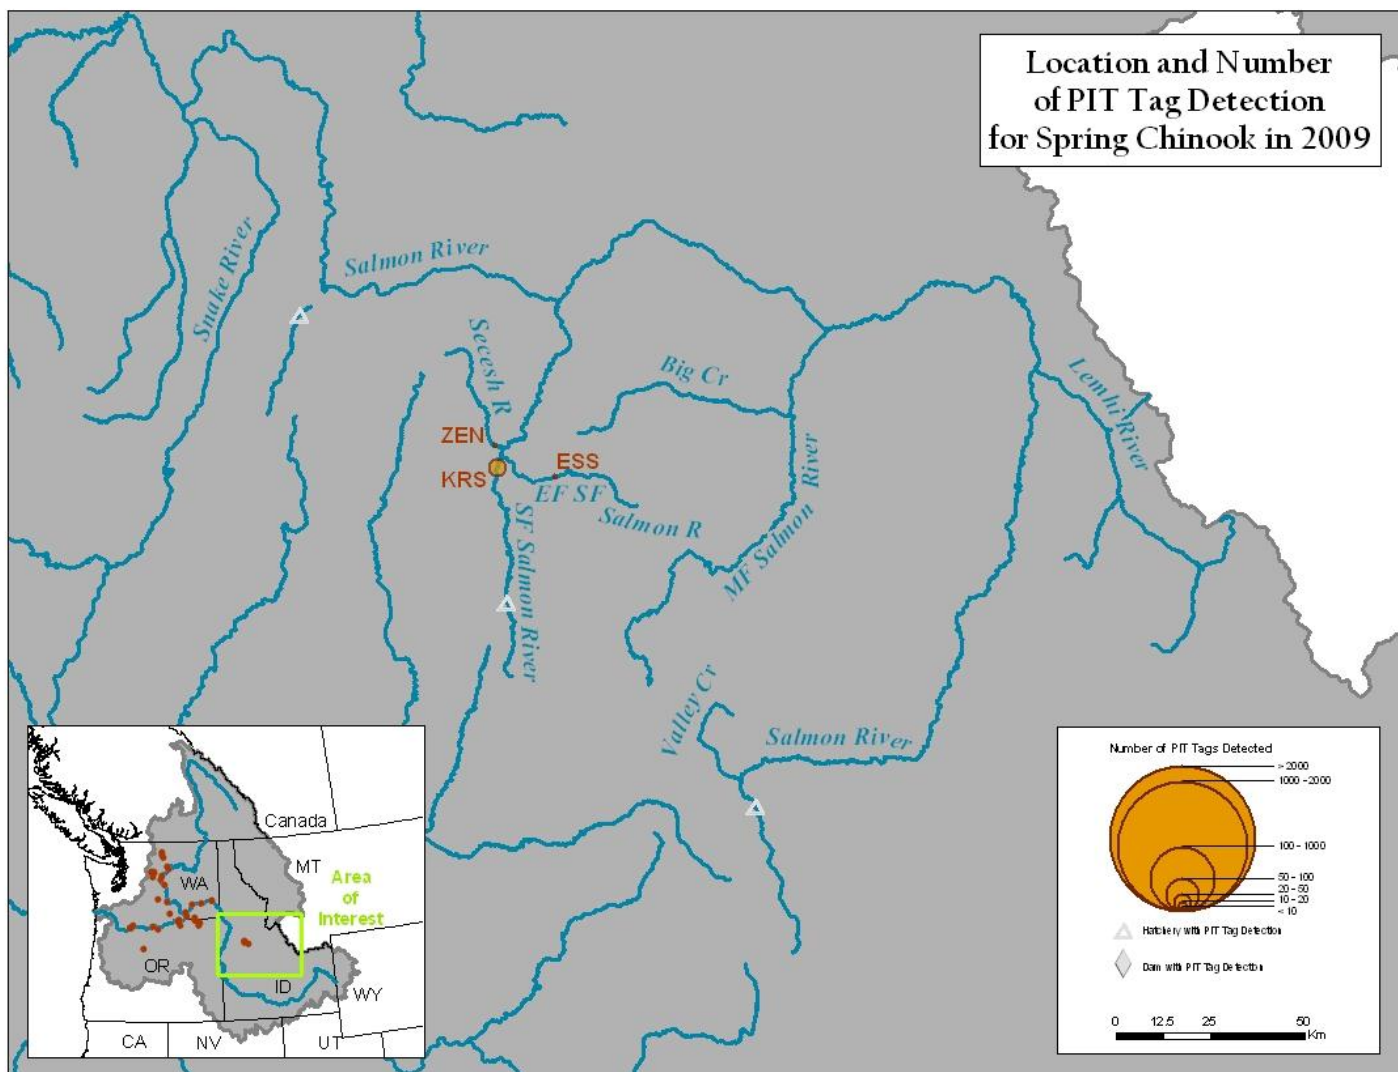 Location and Number
of PIT Tag Detection
for Spring Chinook in 2009
Salmon River
Snake River
Secesh R
Big Cr
Lemhi River
ZEN
KRS
ESS
EF SF
Salmon R
SF Salmon River
MF Salmon River
Valley Cr
Salmon River
Canada
MT
WA
Area
of
Interest
OR
ID
WY
CA
NV
UT
Number of PIT Tags Detected
> 2000
1000 - 2000
100 - 1000
50 - 100
20 - 50
10 - 20
< 10
Hatchery with PIT Tag Detection
Dam with PIT Tag Detection
0 12.5 25 50
Km